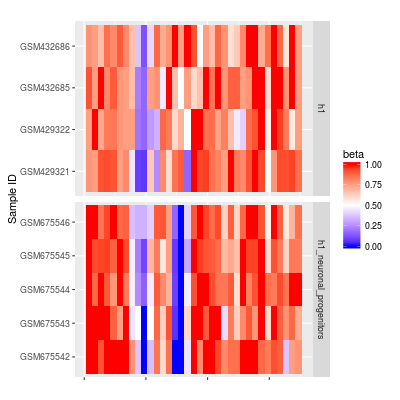 GSM432686
GSM432685
GSM429322
GSM429321
h1
GSM675546
GSM675545
GSM675544
GSM675543
GSM675542
h1_neuronal_progenitors
Sample ID
beta
1.00
0.75
0.50
0.25
0.00